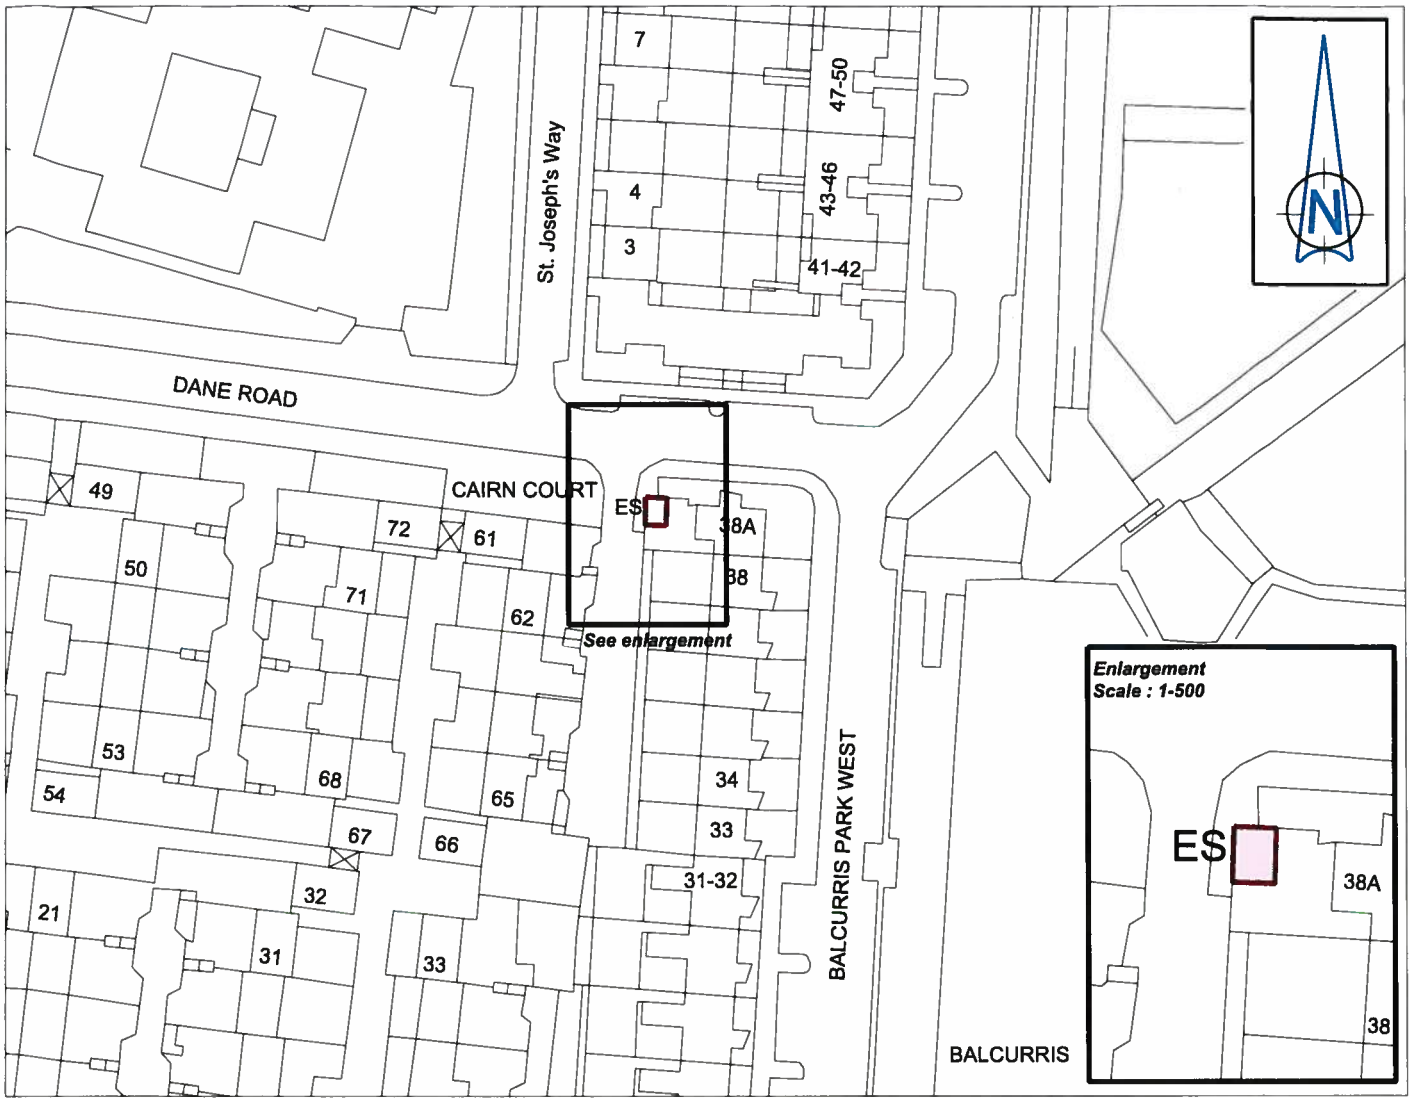 7
47-50
St. Joseph's Way
4
43-46
3
41-42
N
DANE ROAD
49
CAIRN COURT
ES
72
61
38A
50
71
62
38
See enlargement
Enlargement
Scale : 1-500
53
68
65
34
54
67
66
33
BALCURRIS PARK WEST
31-32
ES
38A
32
21
31
33
38
BALCURRIS